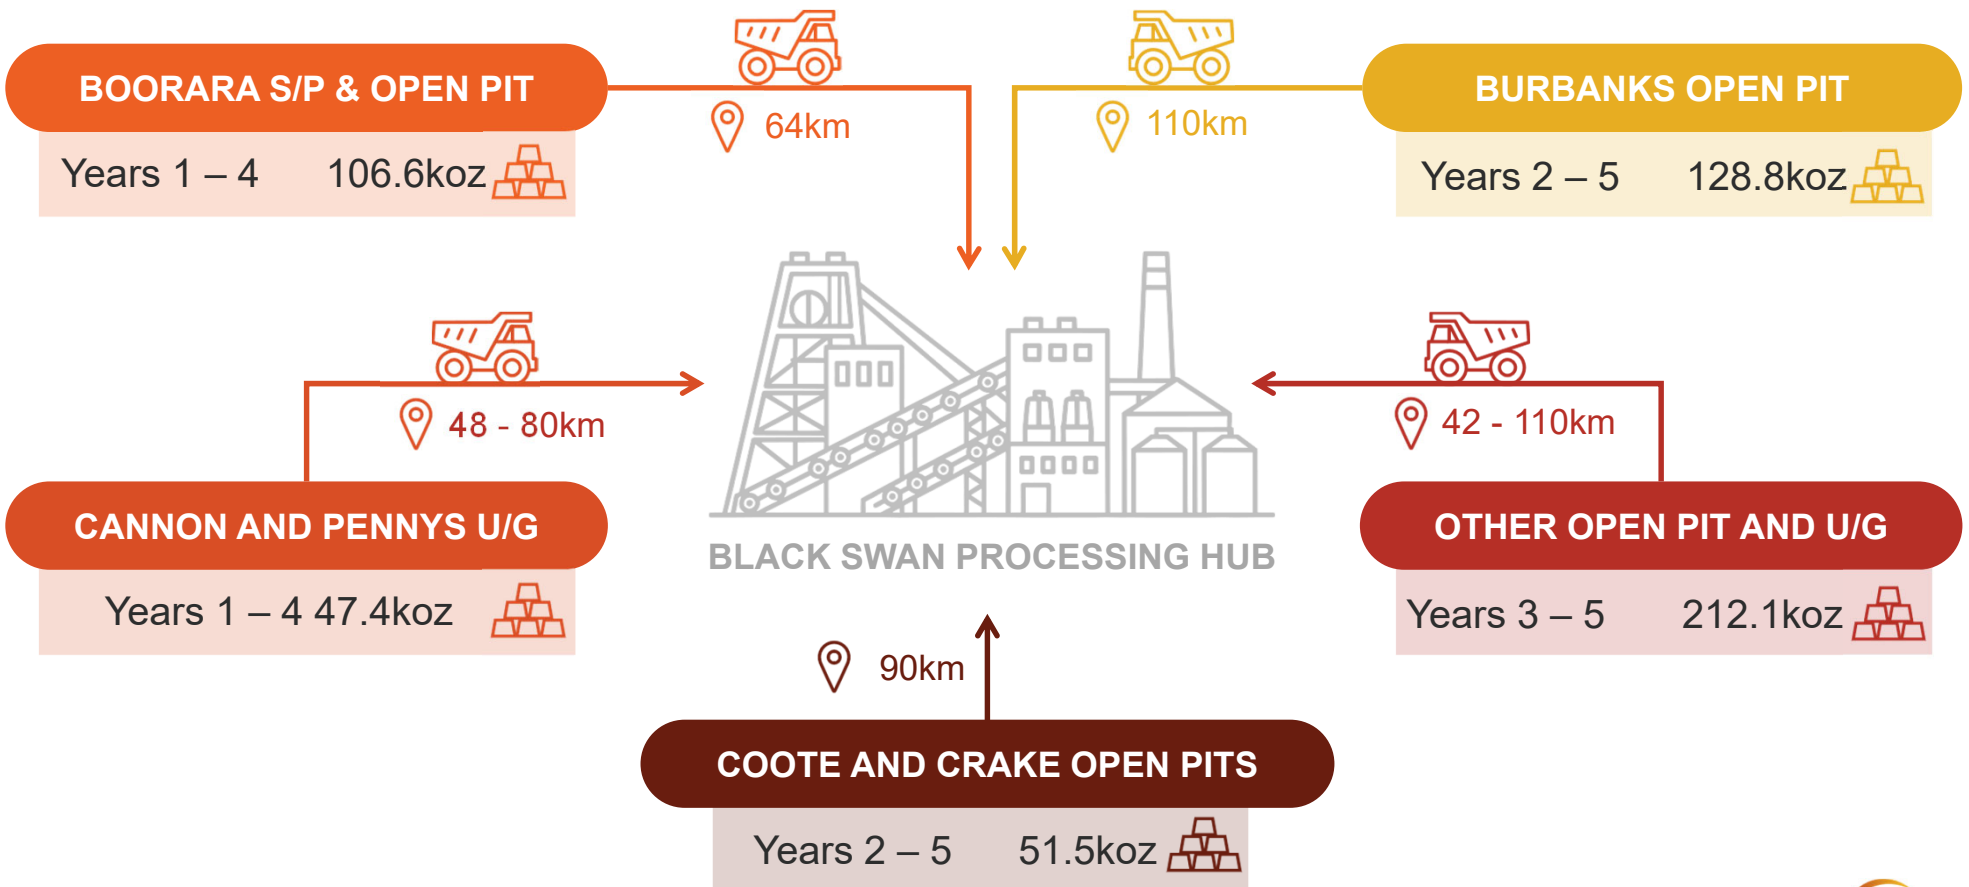 BOORARA S/P & OPEN PIT
Years 1 – 4 106.6koz
64km
110km
BURBANKS OPEN PIT
Years 2 – 5 128.8koz
48 - 80km
CANNON AND PENNYS U/G
Years 1 – 4 47.4koz
BLACK SWAN PROCESSING HUB
42 - 110km
OTHER OPEN PIT AND U/G
Years 3 – 5 212.1koz
90km
COOTE AND CRAKE OPEN PITS
Years 2 – 5 51.5koz